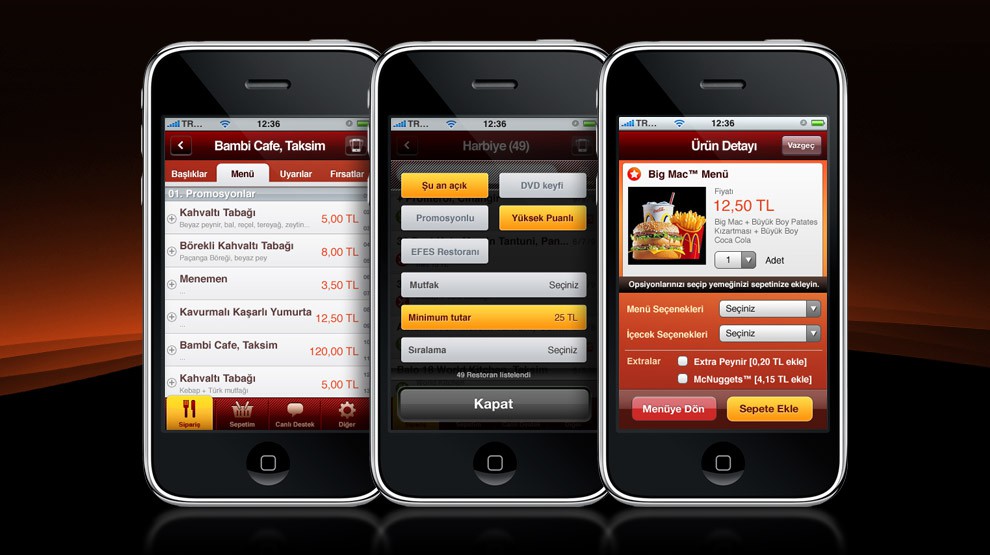 TR... 12:36
Bambi Cafe, Taksim
Başlıklar Menü Uyarılar Fırsatlar
01. Promosyonlar
Kahvaltı Tabağı
5,00 TL
Beyaz peynir, bal, reçel, tereyağ, zeytin...
Börekli Kahvaltı Tabağı
8,00 TL
Paçanga Böreği, beyaz pey
Menemen
3,50 TL
...
Kavurmalı Kaşarlı Yumurta
12,50 TL
...
Bambi Cafe, Taksim
120,00 TL
...
Kahvaltı Tabağı
5,00 TL
Kebap + Türk mutfağı
Sipariş Sepetim Canlı Destek Diğer
TR... 12:36
Harbiye (49)
Şu an açık DVD keyfi
Promosyonlu Yüksek Puanlı
Tantuni, Pan...
EFES Restoranı
Mutfak Seçiniz
Minimum tutar 25 TL
Sıralama Seçiniz
49 Restoran listelendi
Kapat
TR... 12:36
Ürün Detayı Vazgeç
Big Mac™ Menü
Fiyatı
12,50 TL
Big Mac + Büyük Boy Patates
Kızartması + Büyük Boy
Coca Cola
1 Adet
Opsiyonlarınızı seçip yemeğinizi sepetinize ekleyin.
Menü Seçenekleri Seçiniz
İçecek Seçenekleri Seçiniz
Extralar Extra Peynir [0,20 TL ekle]
McNuggets™ [4,15 TL ekle]
Menüye Dön Sepete Ekle